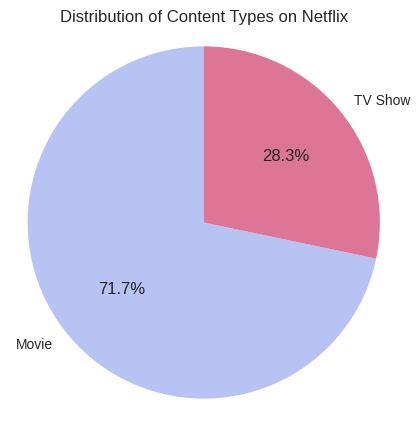 Distribution of Content Types on Netflix
TV Show
28.3%
71.7%
Movie